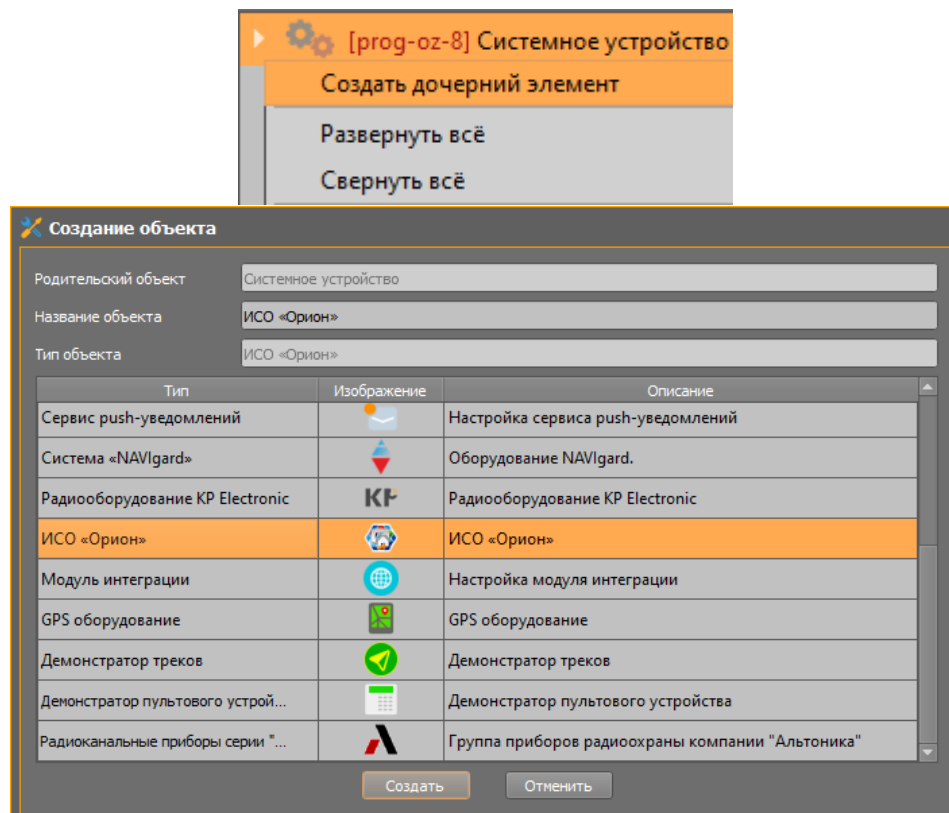 [prog-oz-8] Системное устройство
Создать дочерний элемент
Развернуть всё
Свернуть всё
Создание объекта
Родительский объект Системное устройство
Название объекта ИСО «Орион»
Тип объекта ИСО «Орион»
Тип Изображение Описание
Сервис push-уведомлений Настройка сервиса push-уведомлений
Система «NAVIgard» Оборудование NAVIgard.
Радиооборудование KP Electronic KP Радиооборудование KP Electronic
ИСО «Орион» ИСО «Орион»
Модуль интеграции Настройка модуля интеграции
GPS оборудование GPS оборудование
Демонстратор треков Демонстратор треков
Демонстратор пультового устрой... Демонстратор пультового устройства
Радиоканальные приборы серии "... Группа приборов радиоохраны компании "Альтоника"
Создать Отменить